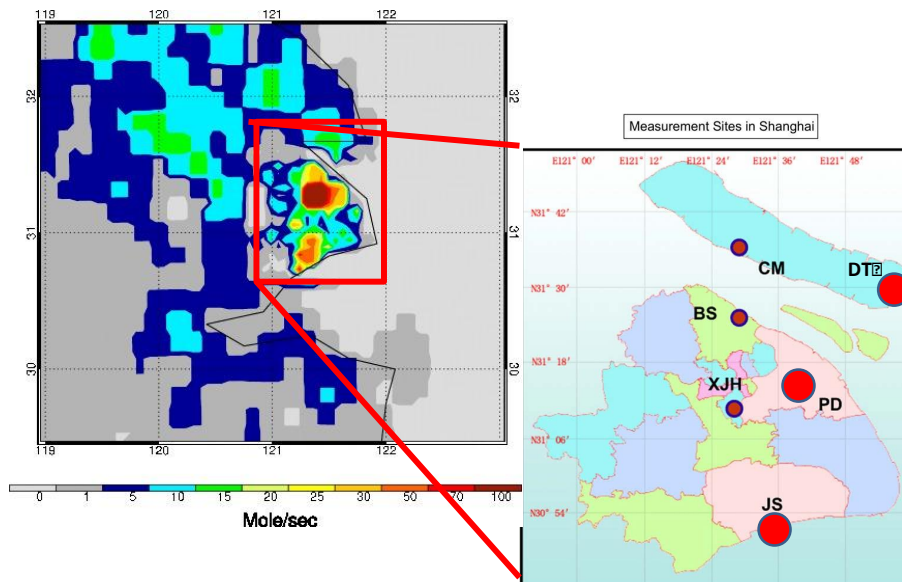 119 120 121 122
32 32
31 31
30 30
119 120 121 122
0 1 5 10 15 20 25 30 50 70 100
Mole/sec
Measurement Sites in Shanghai
E121° 00' E121° 12' E121° 24' E121° 36' E121° 48'
N31° 42'
CM
DT
N31° 30'
BS
N31° 18'
XJH
PD
N31° 06'
JS
N30° 54'